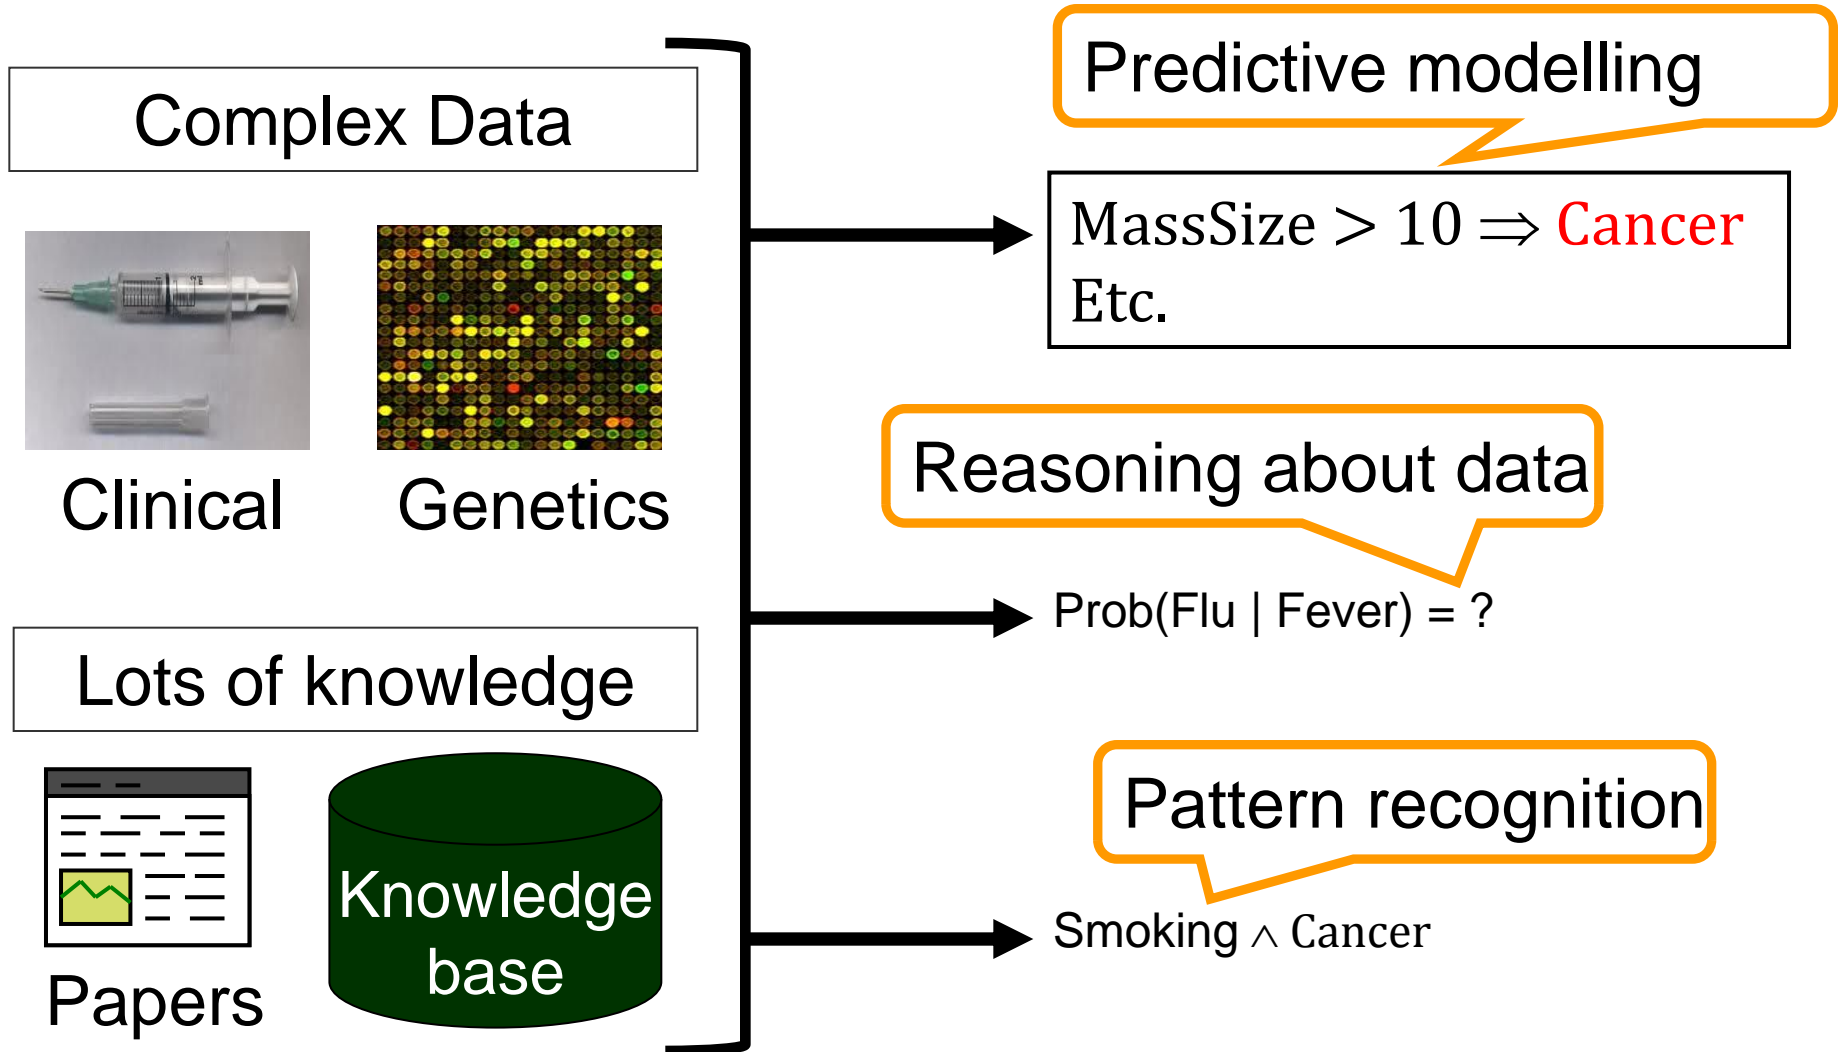 Complex Data
Clinical
Genetics
Lots of knowledge
Papers
Knowledge
base
Predictive modelling
MassSize > 10 ⇒ Cancer
Etc.
Reasoning about data
Prob(Flu | Fever) = ?
Pattern recognition
Smoking ∧ Cancer